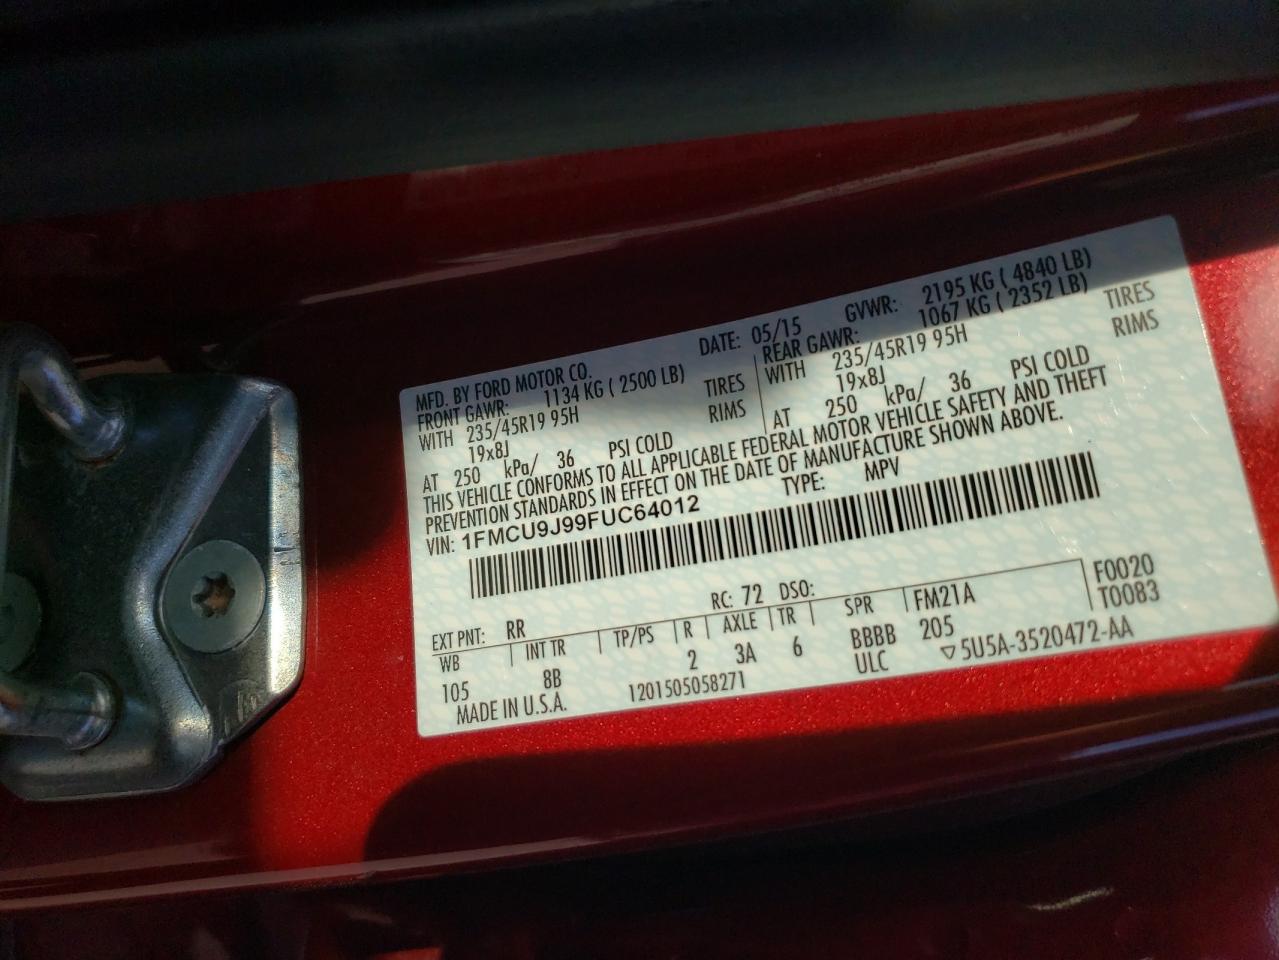 MFD. BY FORD MOTOR CO.
DATE: 05/15 GVWR: 2195 KG ( 4840 LB)
FRONT GAWR: 1134 KG ( 2500 LB) REAR GAWR: 1067 KG ( 2352 LB)
WITH 235/45R19 95H TIRES WITH 235/45R19 95H TIRES
19x8J RIMS 19x8J RIMS
AT 250 kPa/ 36 PSI COLD AT 250 kPa/ 36 PSI COLD
THIS VEHICLE CONFORMS TO ALL APPLICABLE FEDERAL MOTOR VEHICLE SAFETY AND THEFT
PREVENTION STANDARDS IN EFFECT ON THE DATE OF MANUFACTURE SHOWN ABOVE.
VIN: 1FMCU9J99FUC64012 TYPE: MPV
EXT PNT: RR RC: 72 DSO: F0020
WB INT TR TP/PS R AXLE TR SPR FM21A T0083
105 8B 2 3A 6 BBBB 205
ULC ▽5U5A-3520472-AA
MADE IN U.S.A. 1201505058271